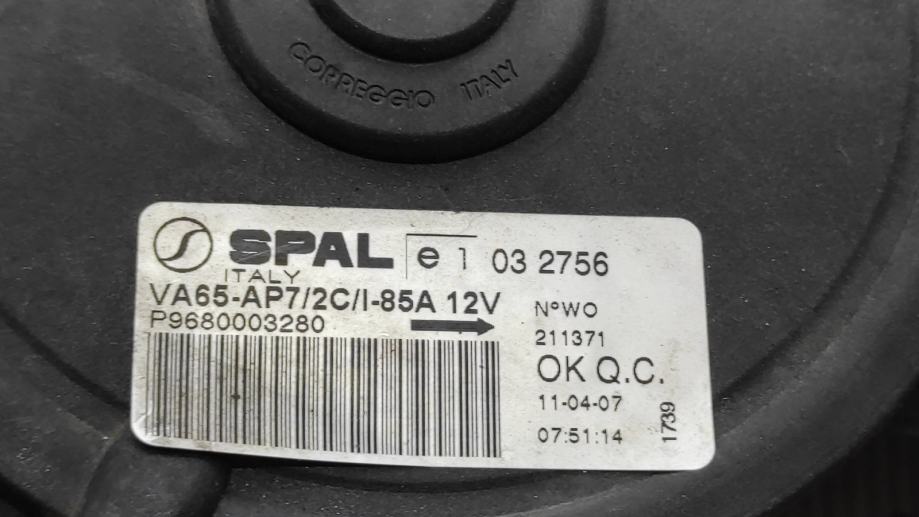 CORREGGIO ITALY
SPAL e 1 03 2756
ITALY
VA65-AP7/2C/I-85A 12V
P9680003280
N°WO
211371
OK Q.C.
11-04-07
07:51:14
1739